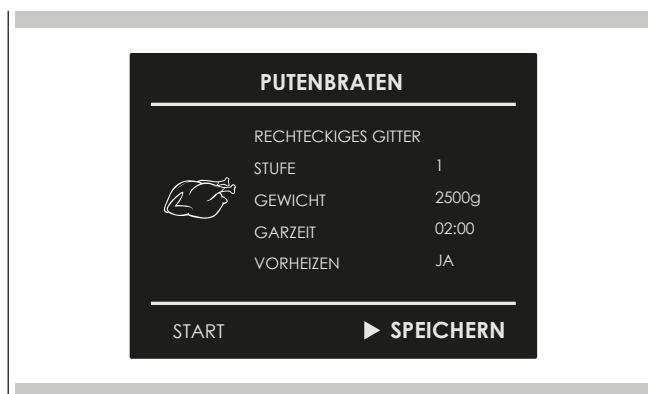 PUTENBRATEN
RECHTECKIGES GITTER
STUFE 1
GEWICHT 2500g
GARZEIT 02:00
VORHEIZEN JA
START ▶ SPEICHERN